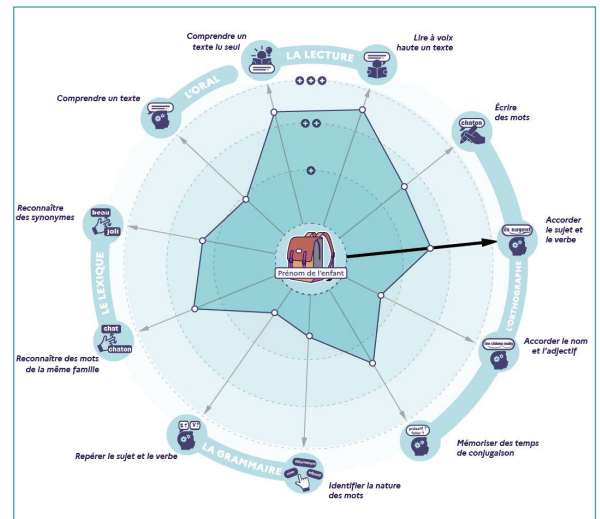 Comprendre un
texte lu seul
LA LECTURE
Lire à voix
haute un texte
L'ORAL
+++
Comprendre un texte
Écrire
des mots
chaton
++
+
Reconnaître
des synonymes
beau
joli
Accorder
le sujet et
le verbe
Prénom de l'enfant
LE LEXIQUE
L'ORTHOGRAPHE
chat
chaton
Reconnaître des mots
de la même famille
Accorder le nom
et l'adjectif
Mémoriser des temps
de conjugaison
Repérer le sujet et le verbe
LA GRAMMAIRE
Identifier la nature
des mots